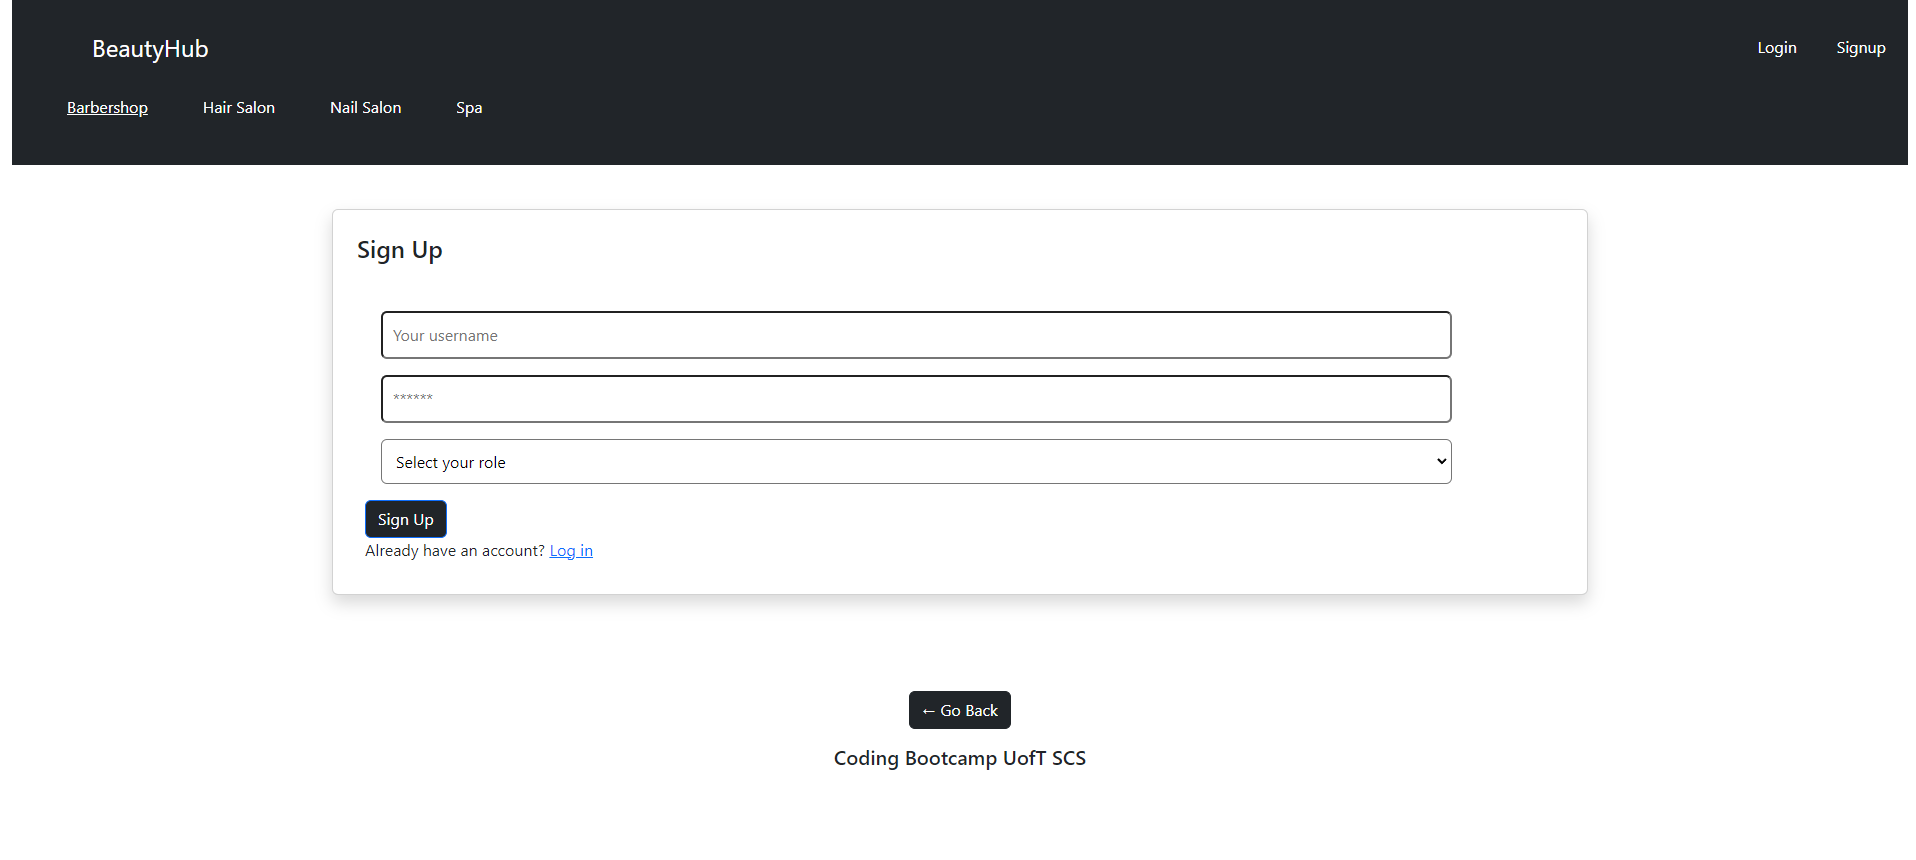 BeautyHub
Login Signup
Barbershop Hair Salon Nail Salon Spa
Sign Up
Your username
******
Select your role
Sign Up
Already have an account? Log in
← Go Back
Coding Bootcamp UofT SCS